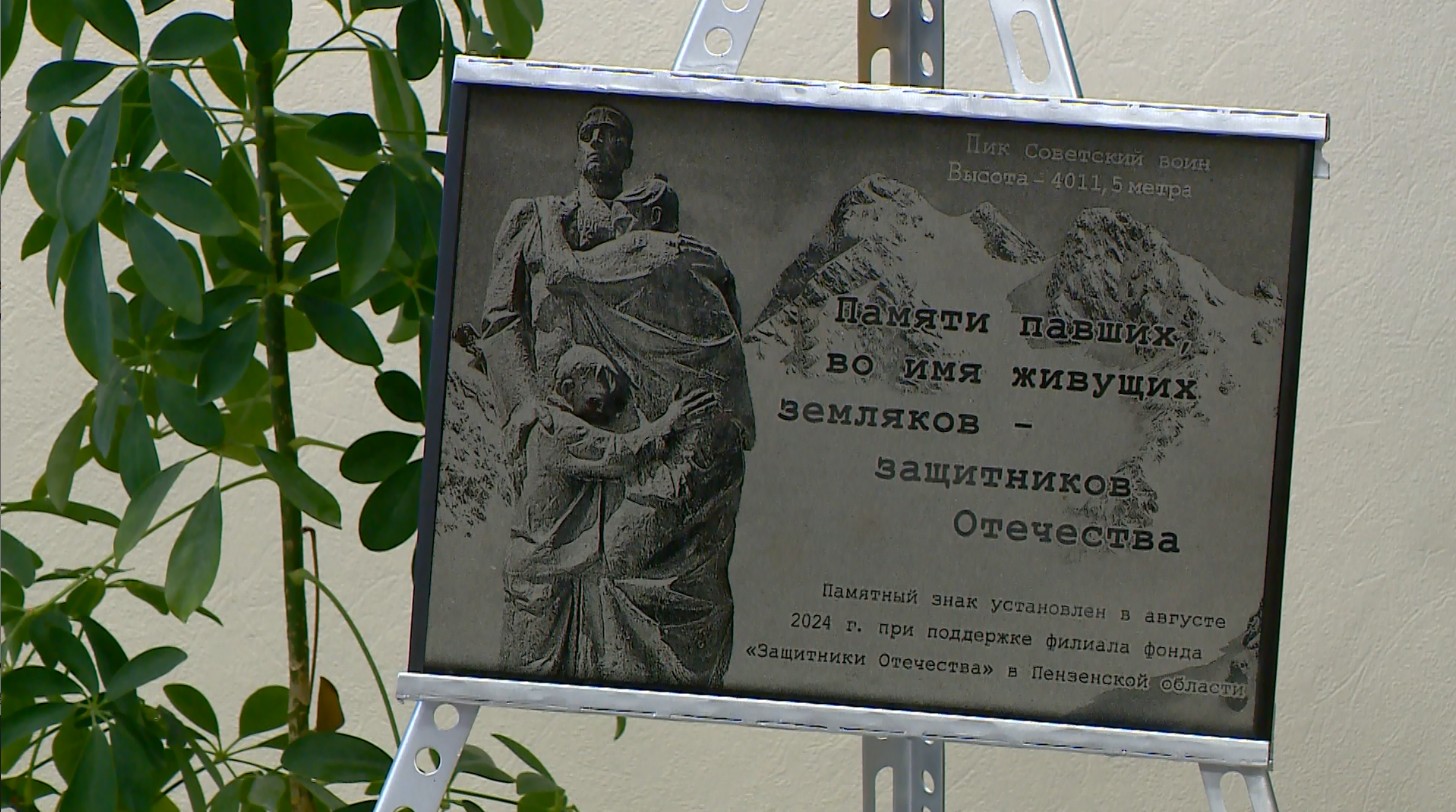 Пик Советский воин
Высота - 4011,5 метра
Памяти павших,
во имя живущих
земляков -
защитников
Отечества
Памятный знак установлен в августе
2024 г. при поддержке филиала фонда
«Защитники Отечества» в Пензенской области